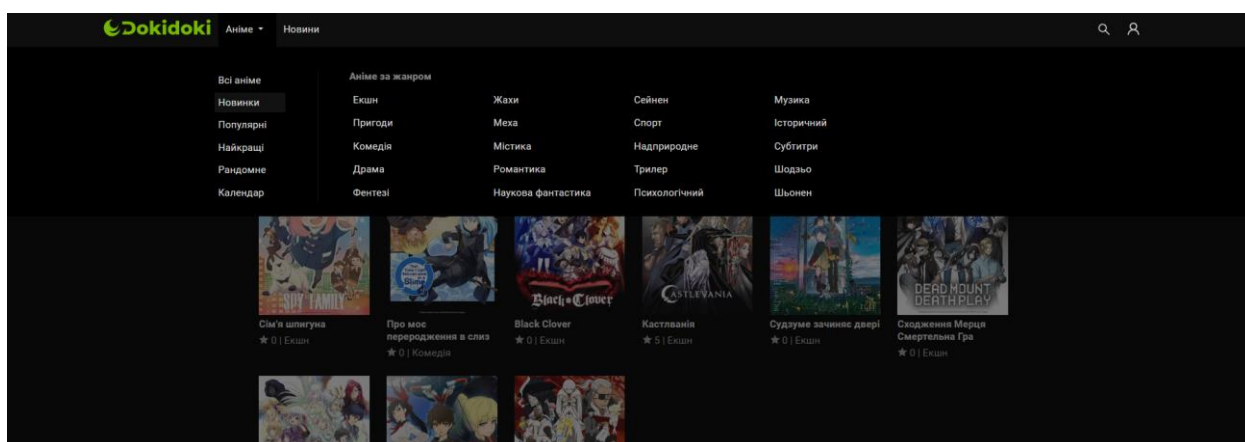 Dokidoki Аніме Новини
Всі аніме
Новинки
Популярні
Найкращі
Рандомне
Календар
Аніме за жанром
Екшн Жахи Сейнен Музика
Пригоди Меха Спорт Історичний
Комедія Містика Надприродне Субтитри
Драма Романтика Трилер Шодзьо
Фентезі Наукова фантастика Психологічний Шьонен
SPY FAMILY
Slime
Black Clover
CASTLEVANIA
DEAD MOUNT
DEATH PLAY
Сім'я шпигуна
★ 0 | Екшн
Про моє
переродження в слиз
★ 0 | Комедія
Black Clover
★ 0 | Екшн
Кастлванія
★ 5 | Екшн
Судзуме зачиняє двері
★ 0 | Екшн
Сходження Мерця
Смертельна Гра
★ 0 | Екшн